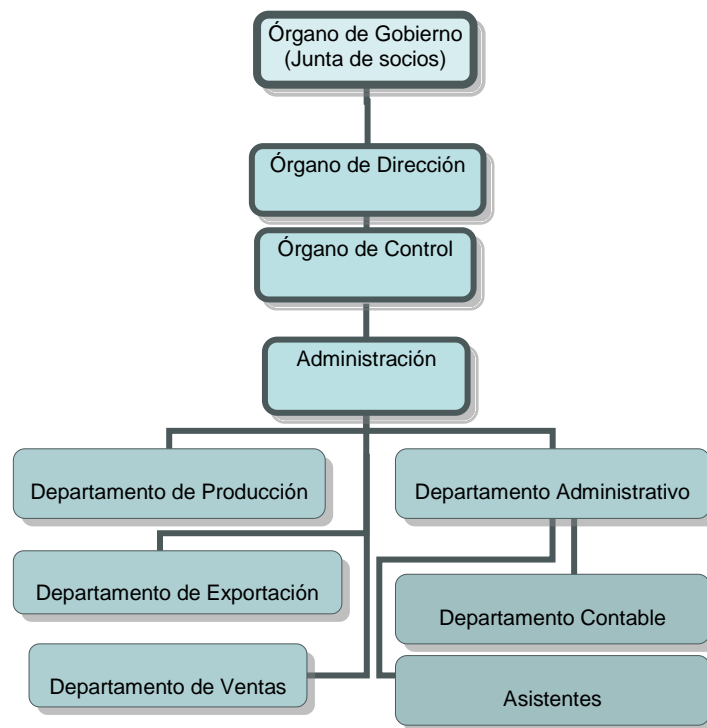 Órgano de Gobierno
(Junta de socios)
Órgano de Dirección
Órgano de Control
Administración
Departamento de Producción
Departamento Administrativo
Departamento de Exportación
Departamento Contable
Departamento de Ventas
Asistentes